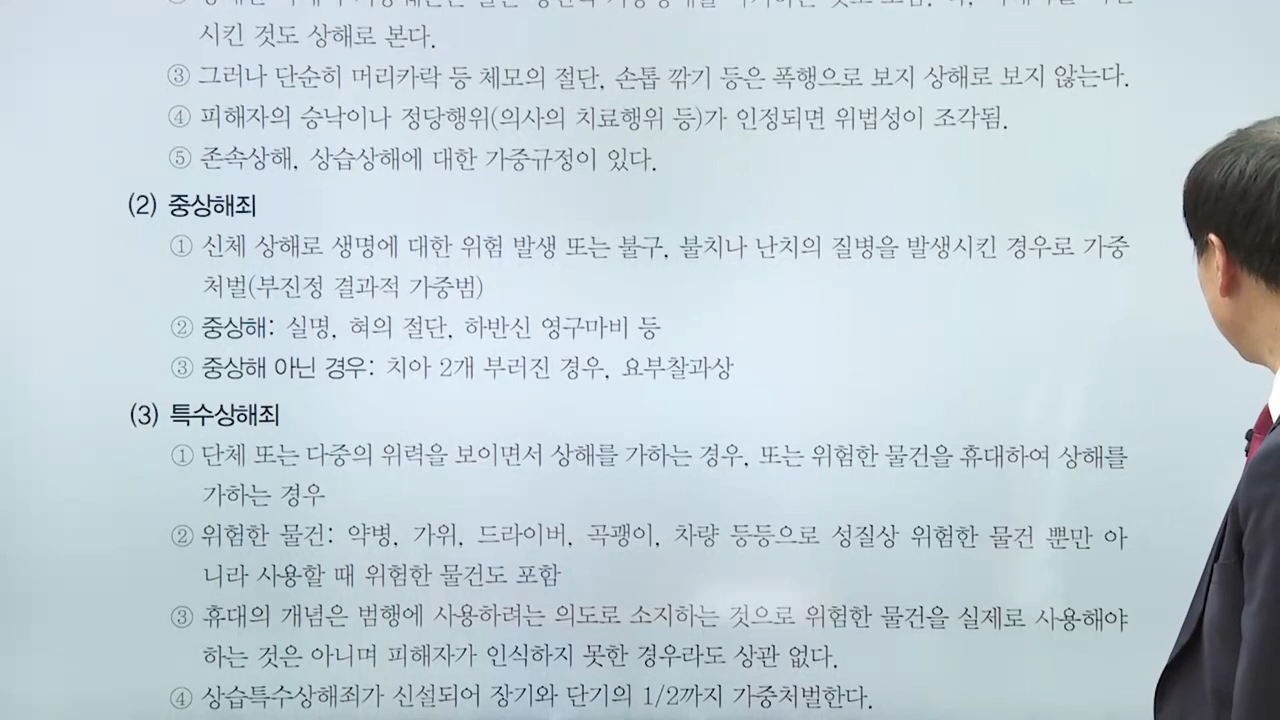 시킨 것도 상해로 본다.
③ 그러나 단순히 머리카락 등 체모의 절단, 손톱 깎기 등은 폭행으로 보지 상해로 보지 않는다.
④ 피해자의 승낙이나 정당행위(의사의 치료행위 등)가 인정되면 위법성이 조각됨.
⑤ 존속상해, 상습상해에 대한 가중규정이 있다.
(2) 중상해죄
① 신체 상해로 생명에 대한 위험 발생 또는 불구, 불치나 난치의 질병을 발생시킨 경우로 가중
처벌(부진정 결과적 가중범)
② 중상해: 실명, 혀의 절단, 하반신 영구마비 등
③ 중상해 아닌 경우: 치아 2개 부러진 경우, 요부찰과상
(3) 특수상해죄
① 단체 또는 다중의 위력을 보이면서 상해를 가하는 경우, 또는 위험한 물건을 휴대하여 상해를
가하는 경우
② 위험한 물건: 약병, 가위, 드라이버, 곡괭이, 차량 등등으로 성질상 위험한 물건 뿐만 아
니라 사용할 때 위험한 물건도 포함
③ 휴대의 개념은 범행에 사용하려는 의도로 소지하는 것으로 위험한 물건을 실제로 사용해야
하는 것은 아니며 피해자가 인식하지 못한 경우라도 상관 없다.
④ 상습특수상해죄가 신설되어 장기와 단기의 1/2까지 가중처벌한다.